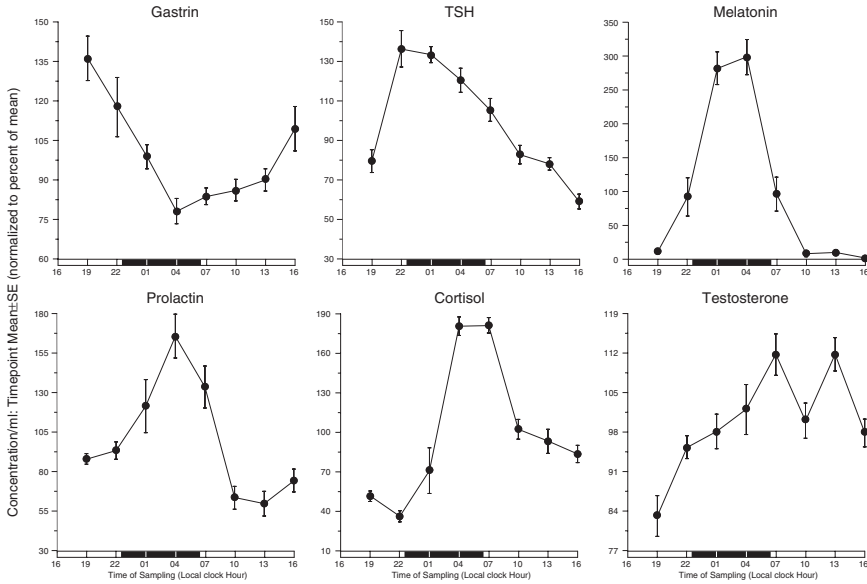 Gastrin
TSH
Melatonin
150
135
120
105
90
75
60
16 19 22 01 04 07 10 13 16
150
130
110
90
70
50
30
16 19 22 01 04 07 10 13 16
350
300
250
200
150
100
50
0
16 19 22 01 04 07 10 13 16
Concentration/ml: Timepoint Mean±SE (normalized to percent of mean)
Prolactin
Cortisol
Testosterone
180
155
130
105
80
55
30
16 19 22 01 04 07 10 13 16
Time of Sampling (Local clock Hour)
190
160
130
100
70
40
10
16 19 22 01 04 07 10 13 16
Time of Sampling (Local clock Hour)
119
112
105
98
91
84
77
16 19 22 01 04 07 10 13 16
Time of Sampling (Local clock Hour)